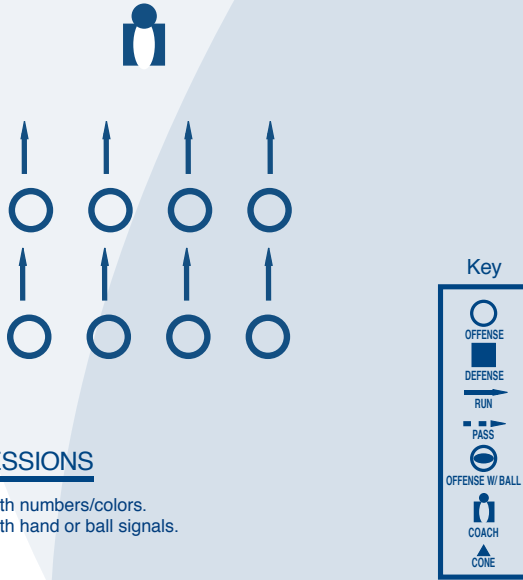 Key
OFFENSE
DEFENSE
RUN
PASS
OFFENSE W/ BALL
COACH
CONE
ESSIONS
th numbers/colors.
th hand or ball signals.